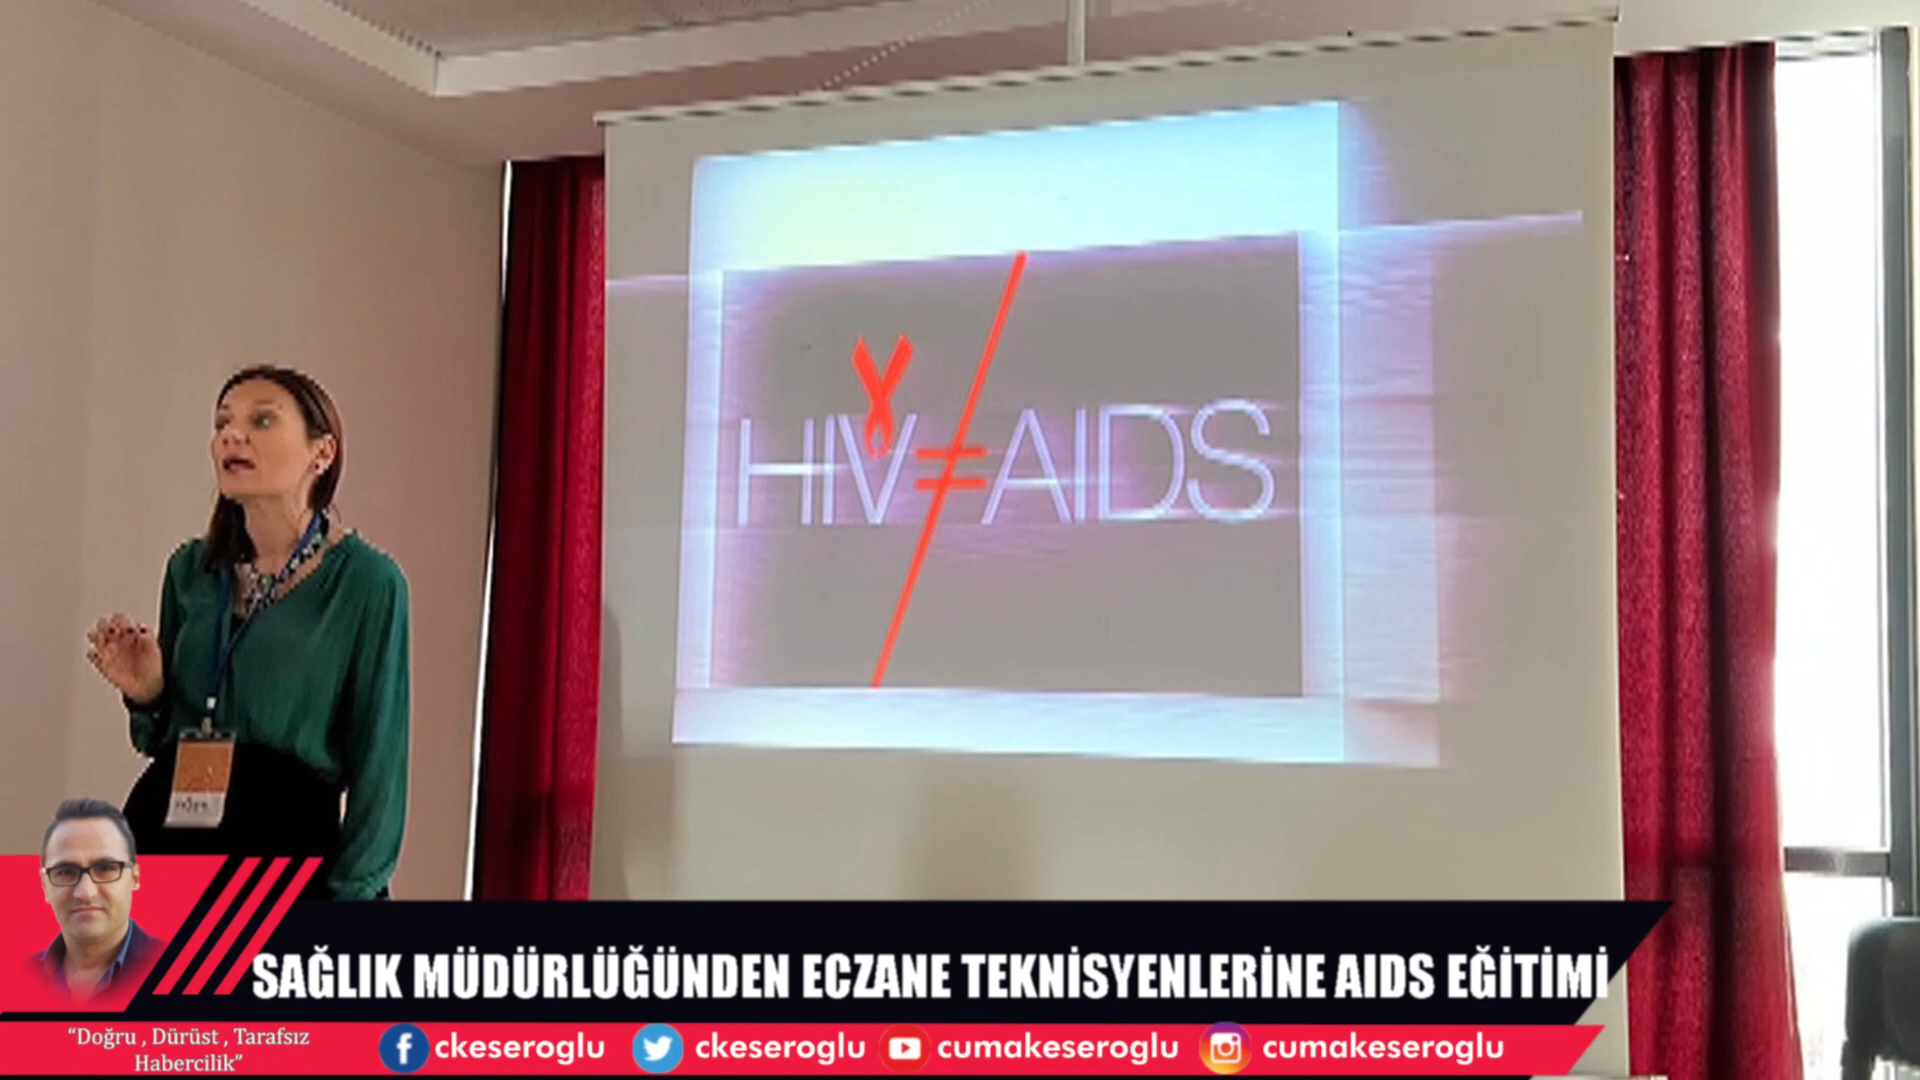 HIV≠AIDS
SAĞLIK MÜDÜRLÜĞÜNDEN ECZANE TEKNİSYENLERİNE AIDS EĞİTİMİ
“Doğru , Dürüst , Tarafsız
Habercilik”
ckeseroglu
ckeseroglu
cumakeseroglu
cumakeseroglu